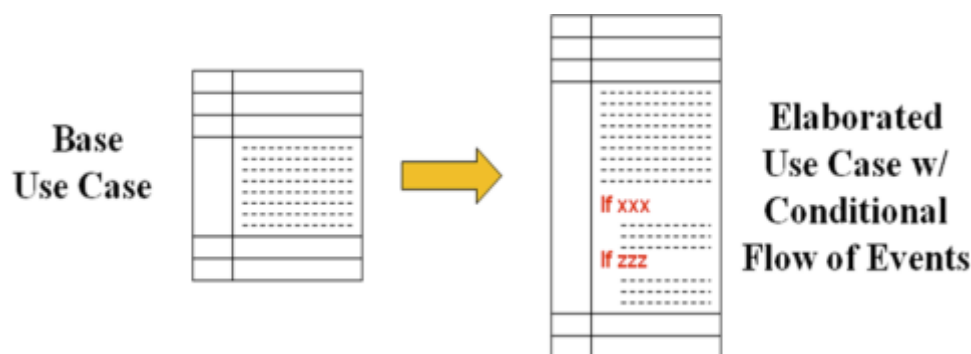 Base
Use Case
If xxx
If zzz
Elaborated
Use Case w/
Conditional
Flow of Events